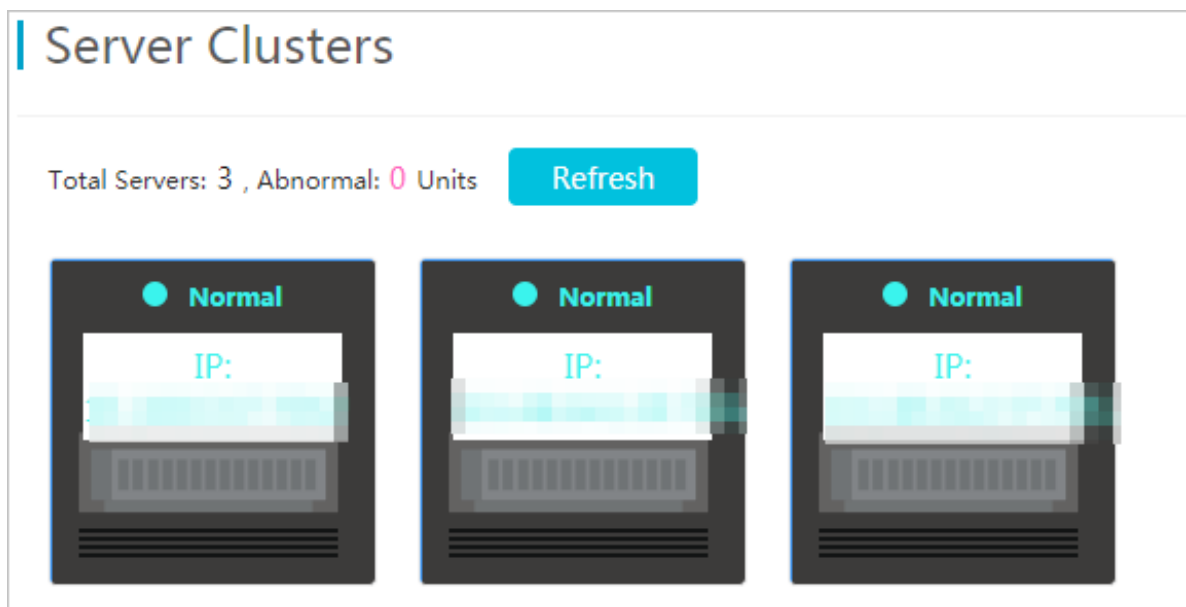 Server Clusters
Total Servers: 3 , Abnormal: 0 Units Refresh
Normal Normal Normal
IP: IP: IP: